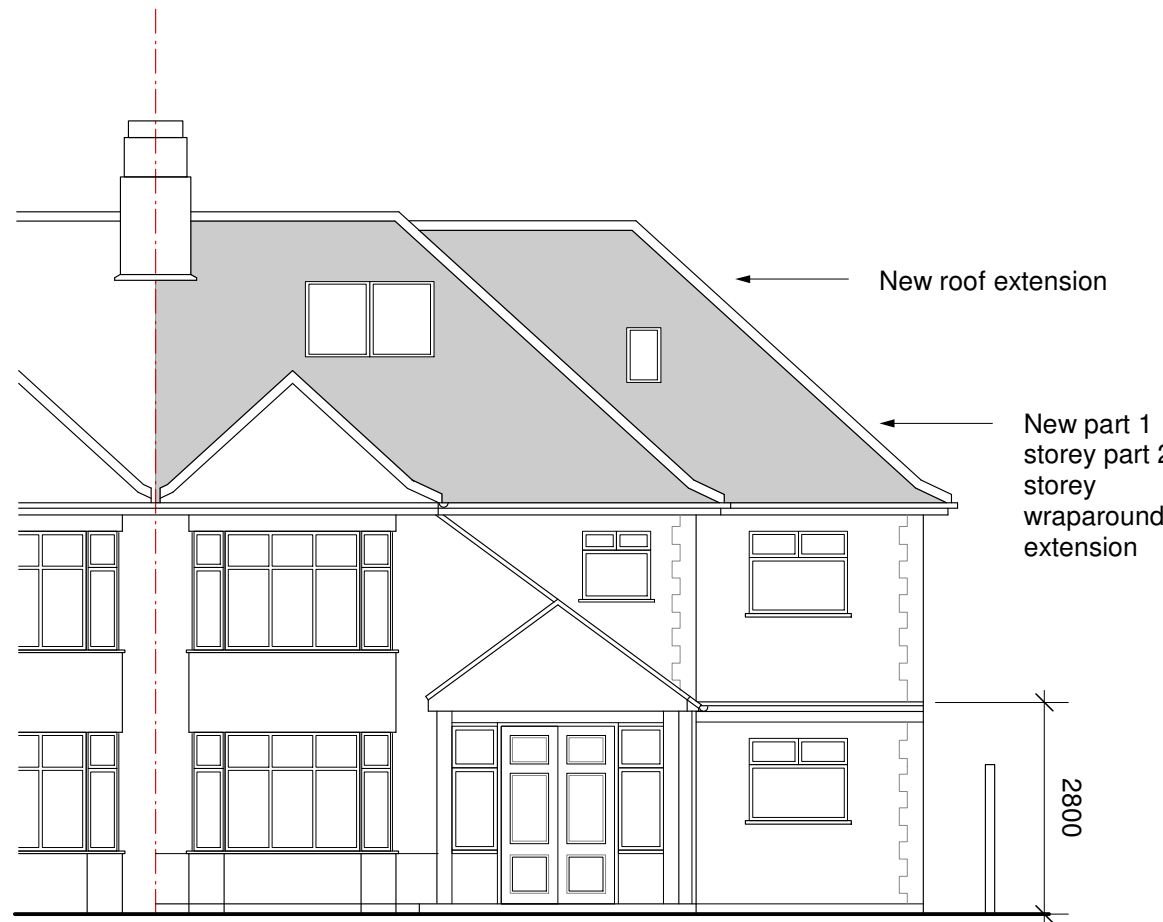 New roof extension
New part 1
storey part 2
storey
wraparound
extension
2800